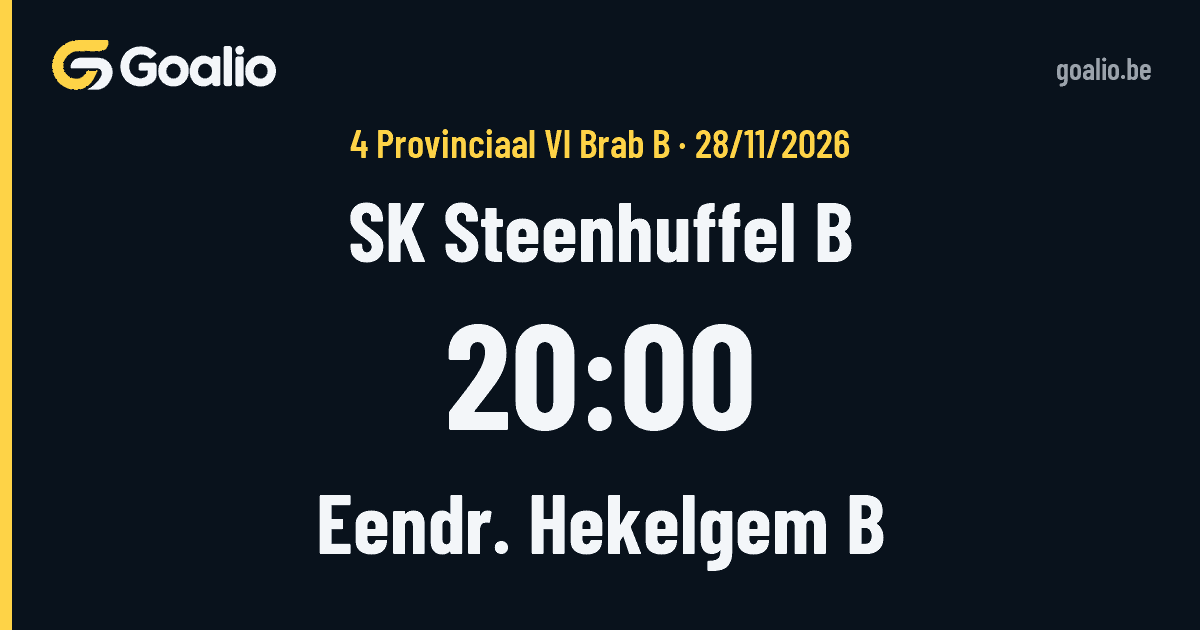 Goalio
goalio.be
4 Provinciaal Vl Brab B · 28/11/2026
SK Steenhuffel B
20:00
Eendr. Hekelgem B